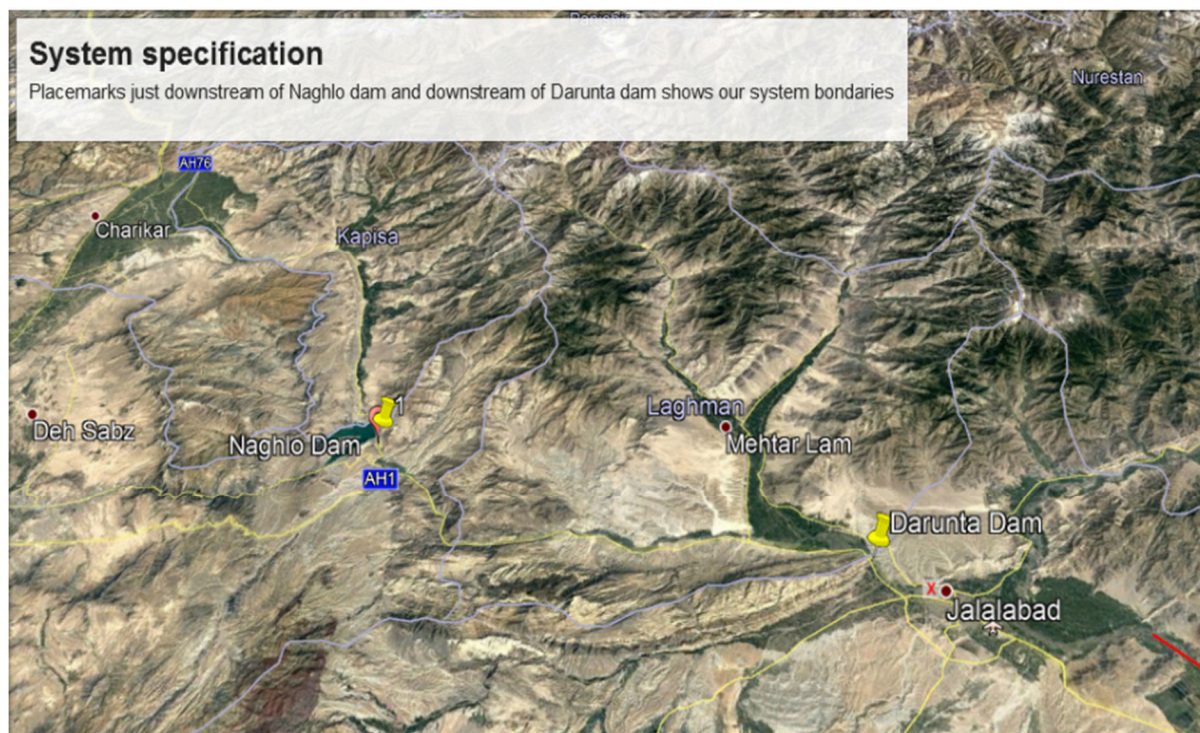 System specification
Placemarks just downstream of Naghlo dam and downstream of Darunta dam shows our system bondaries
Nurestan
AH76
Charikar
Kapisa
1
Laghman
Deh Sabz
Naghlo Dam
Mehtar Lam
AH1
Darunta Dam
X
Jalalabad